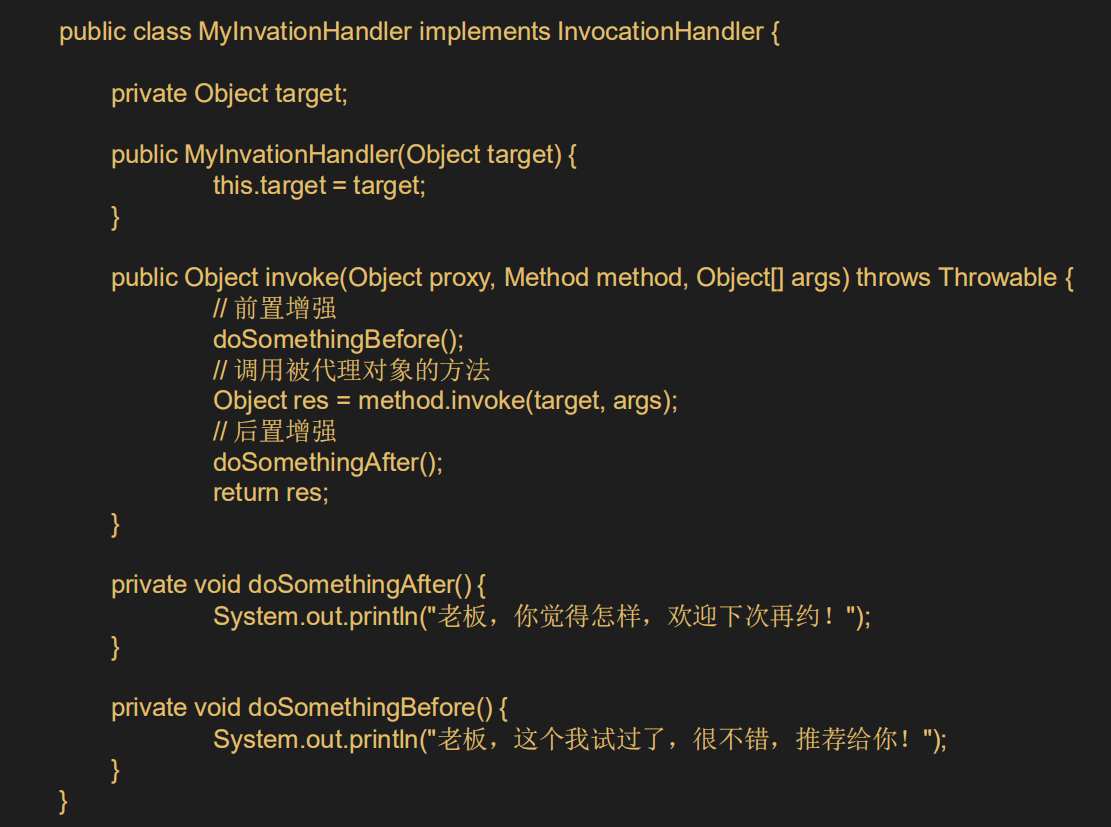 public class MyInvationHandler implements InvocationHandler {
private Object target;
public MyInvationHandler(Object target) {
this.target = target;
}
public Object invoke(Object proxy, Method method, Object[] args) throws Throwable {
// 前置增强
doSomethingBefore();
// 调用被代理对象的方法
Object res = method.invoke(target, args);
// 后置增强
doSomethingAfter();
return res;
}
private void doSomethingAfter() {
System.out.println("老板，你觉得怎样，欢迎下次再约！");
}
private void doSomethingBefore() {
System.out.println("老板，这个我试过了，很不错，推荐给你！");
}
}